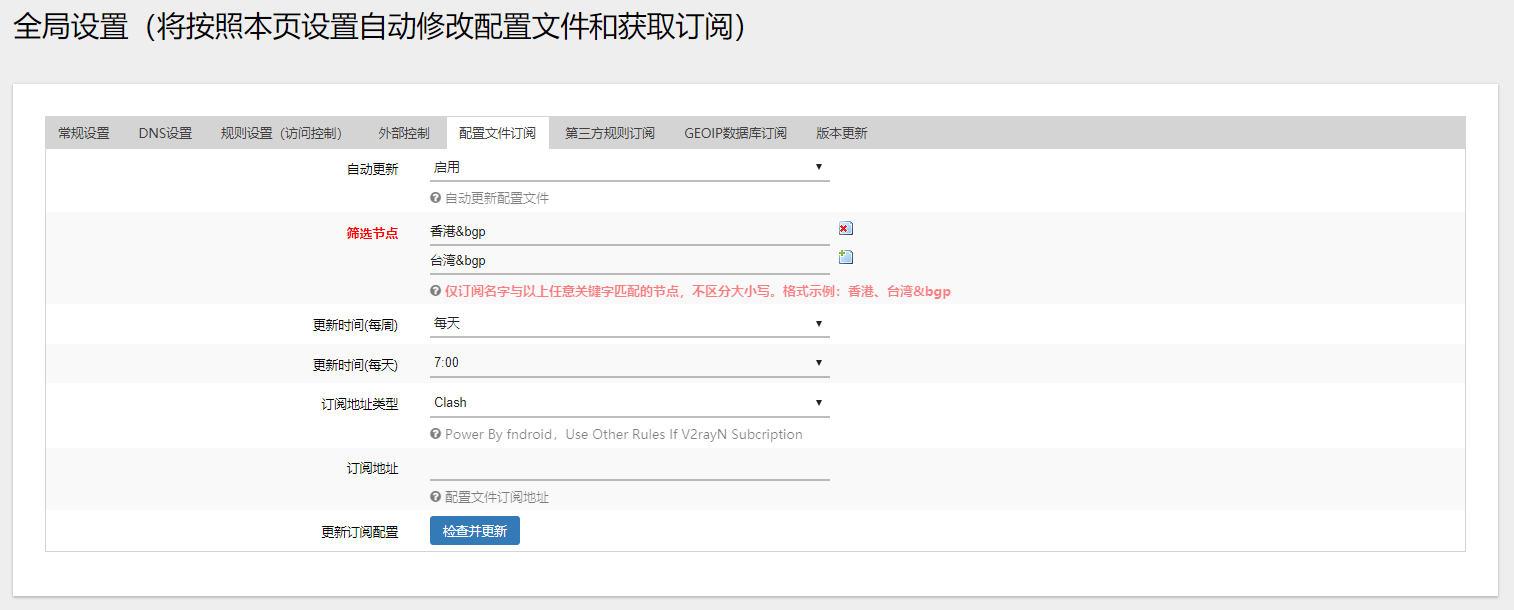 全局设置（将按照本页设置自动修改配置文件和获取订阅）
常规设置 DNS设置 规则设置（访问控制） 外部控制 配置文件订阅 第三方规则订阅 GEOIP数据库订阅 版本更新
自动更新 启用
自动更新配置文件
筛选节点 香港&bgp
台湾&bgp
仅订阅名字与以上任意关键字匹配的节点，不区分大小写。格式示例：香港、台湾&bgp
更新时间(每周) 每天
更新时间(每天) 7:00
订阅地址类型 Clash
Power By fndroid，Use Other Rules If V2rayN Subcription
订阅地址
配置文件订阅地址
更新订阅配置 检查并更新